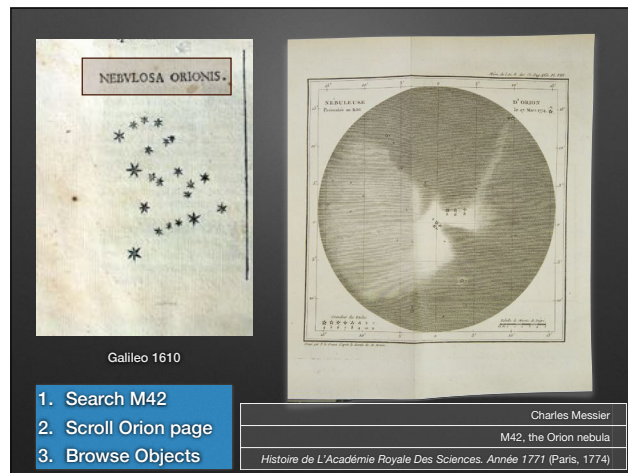 NEBVLOSA ORIONIS.
Galileo 1610
1. Search M42
2. Scroll Orion page
3. Browse Objects
NEBULEUSE
D'ORION
Charles Messier
M42, the Orion nebula
Histoire de L'Académie Royale Des Sciences. Année 1771 (Paris, 1774)